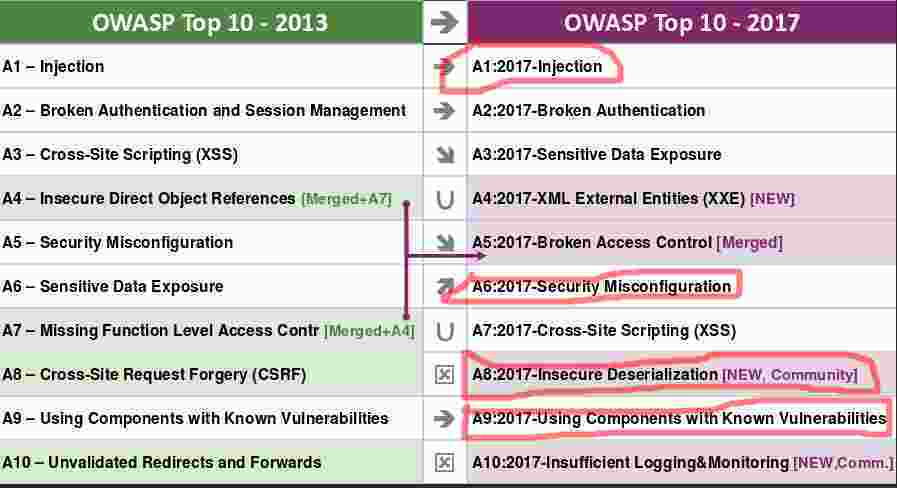 OWASP Top 10 - 2013 → OWASP Top 10 - 2017
A1 – Injection → A1:2017-Injection
A2 – Broken Authentication and Session Management → A2:2017-Broken Authentication
A3 – Cross-Site Scripting (XSS) ↘ A3:2017-Sensitive Data Exposure
A4 – Insecure Direct Object References [Merged+A7] U A4:2017-XML External Entities (XXE) [NEW]
A5 – Security Misconfiguration ↘ A5:2017-Broken Access Control [Merged]
A6 – Sensitive Data Exposure ↗ A6:2017-Security Misconfiguration
A7 – Missing Function Level Access Contr [Merged+A4] U A7:2017-Cross-Site Scripting (XSS)
A8 – Cross-Site Request Forgery (CSRF) ☒ A8:2017-Insecure Deserialization [NEW, Community]
A9 – Using Components with Known Vulnerabilities → A9:2017-Using Components with Known Vulnerabilities
A10 – Unvalidated Redirects and Forwards ☒ A10:2017-Insufficient Logging&Monitoring [NEW,Comm.]